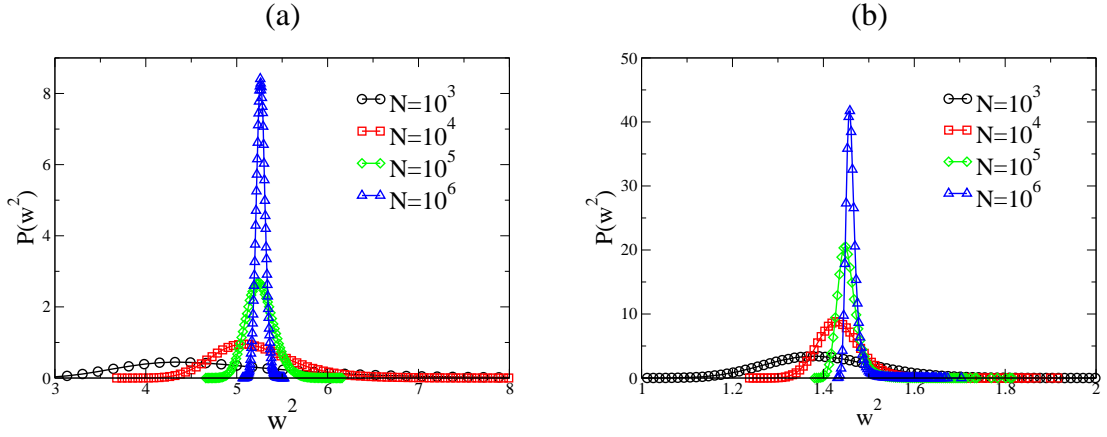 (a)
P(w²)
8
6
4
2
0
3 4 5 6 7 8
w²
N=10³
N=10⁴
N=10⁵
N=10⁶
(b)
P(w²)
50
40
30
20
10
0
1 1.2 1.4 1.6 1.8 2
w²
N=10³
N=10⁴
N=10⁵
N=10⁶